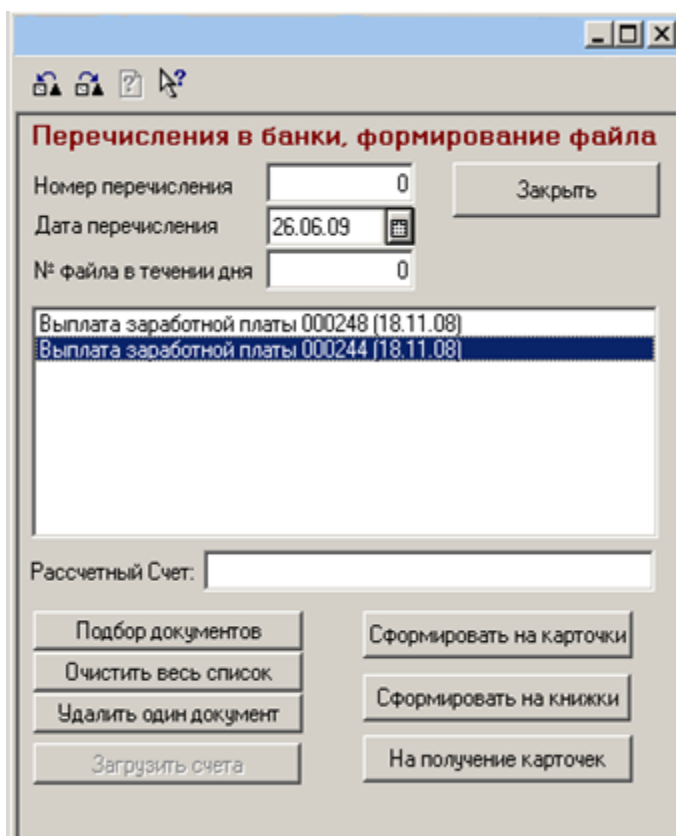 Перечисления в банки, формирование файла
Номер перечисления 0
Закрыть
Дата перечисления 26.06.09
№ файла в течении дня 0
Выплата заработной платы 000248 (18.11.08)
Выплата заработной платы 000244 (18.11.08)
Рассчетный Счет:
Подбор документов
Сформировать на карточки
Очистить весь список
Сформировать на книжки
Удалить один документ
На получение карточек
Загрузить счета